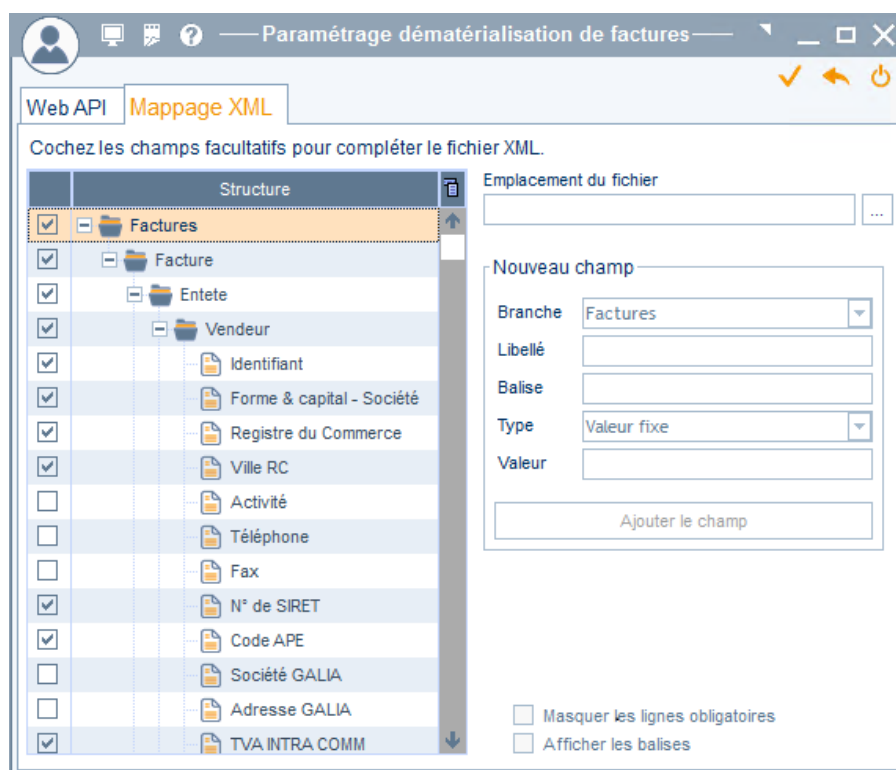 Paramétrage dématérialisation de factures
Web API
Mappage XML
Cochez les champs facultatifs pour compléter le fichier XML.
Structure
Factures
Facture
Entete
Vendeur
Identifiant
Forme & capital - Société
Registre du Commerce
Ville RC
Activité
Téléphone
Fax
N° de SIRET
Code APE
Société GALIA
Adresse GALIA
TVA INTRA COMM
Emplacement du fichier
...
Nouveau champ
Branche Factures
Libellé
Balise
Type Valeur fixe
Valeur
Ajouter le champ
Masquer les lignes obligatoires
Afficher les balises